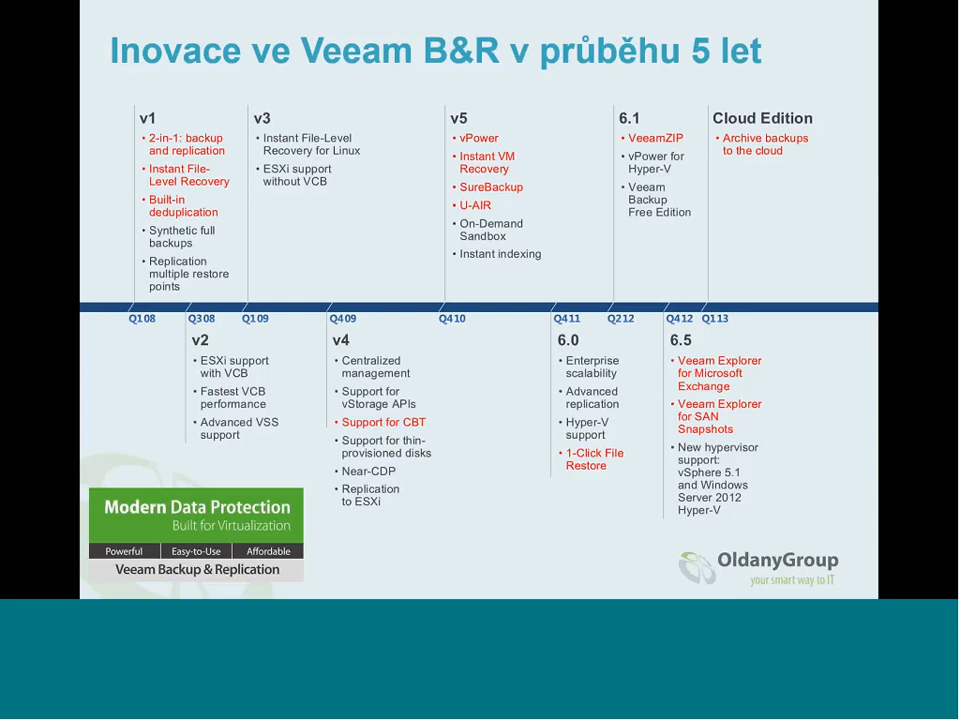 Inovace ve Veeam B&R v průběhu 5 let
v1
• 2-in-1: backup
and replication
• Instant File-
Level Recovery
• Built-in
deduplication
• Synthetic full
backups
• Replication
multiple restore
points
v3
• Instant File-Level
Recovery for Linux
• ESXi support
without VCB
v5
• vPower
• Instant VM
Recovery
• SureBackup
• U-AIR
• On-Demand
Sandbox
• Instant indexing
6.1
• VeeamZIP
• vPower for
Hyper-V
• Veeam
Backup
Free Edition
Cloud Edition
• Archive backups
to the cloud
Q108 Q308 Q109 Q409 Q410 Q411 Q212 Q412 Q113
v2
• ESXi support
with VCB
• Fastest VCB
performance
• Advanced VSS
support
v4
• Centralized
management
• Support for
vStorage APIs
• Support for CBT
• Support for thin-
provisioned disks
• Near-CDP
• Replication
to ESXi
6.0
• Enterprise
scalability
• Advanced
replication
• Hyper-V
support
• 1-Click File
Restore
6.5
• Veeam Explorer
for Microsoft
Exchange
• Veeam Explorer
for SAN
Snapshots
• New hypervisor
support:
vSphere 5.1
and Windows
Server 2012
Hyper-V
Modern Data Protection
Built for Virtualization
Powerful Easy-to-Use Affordable
Veeam Backup & Replication
OldanyGroup
your smart way to IT